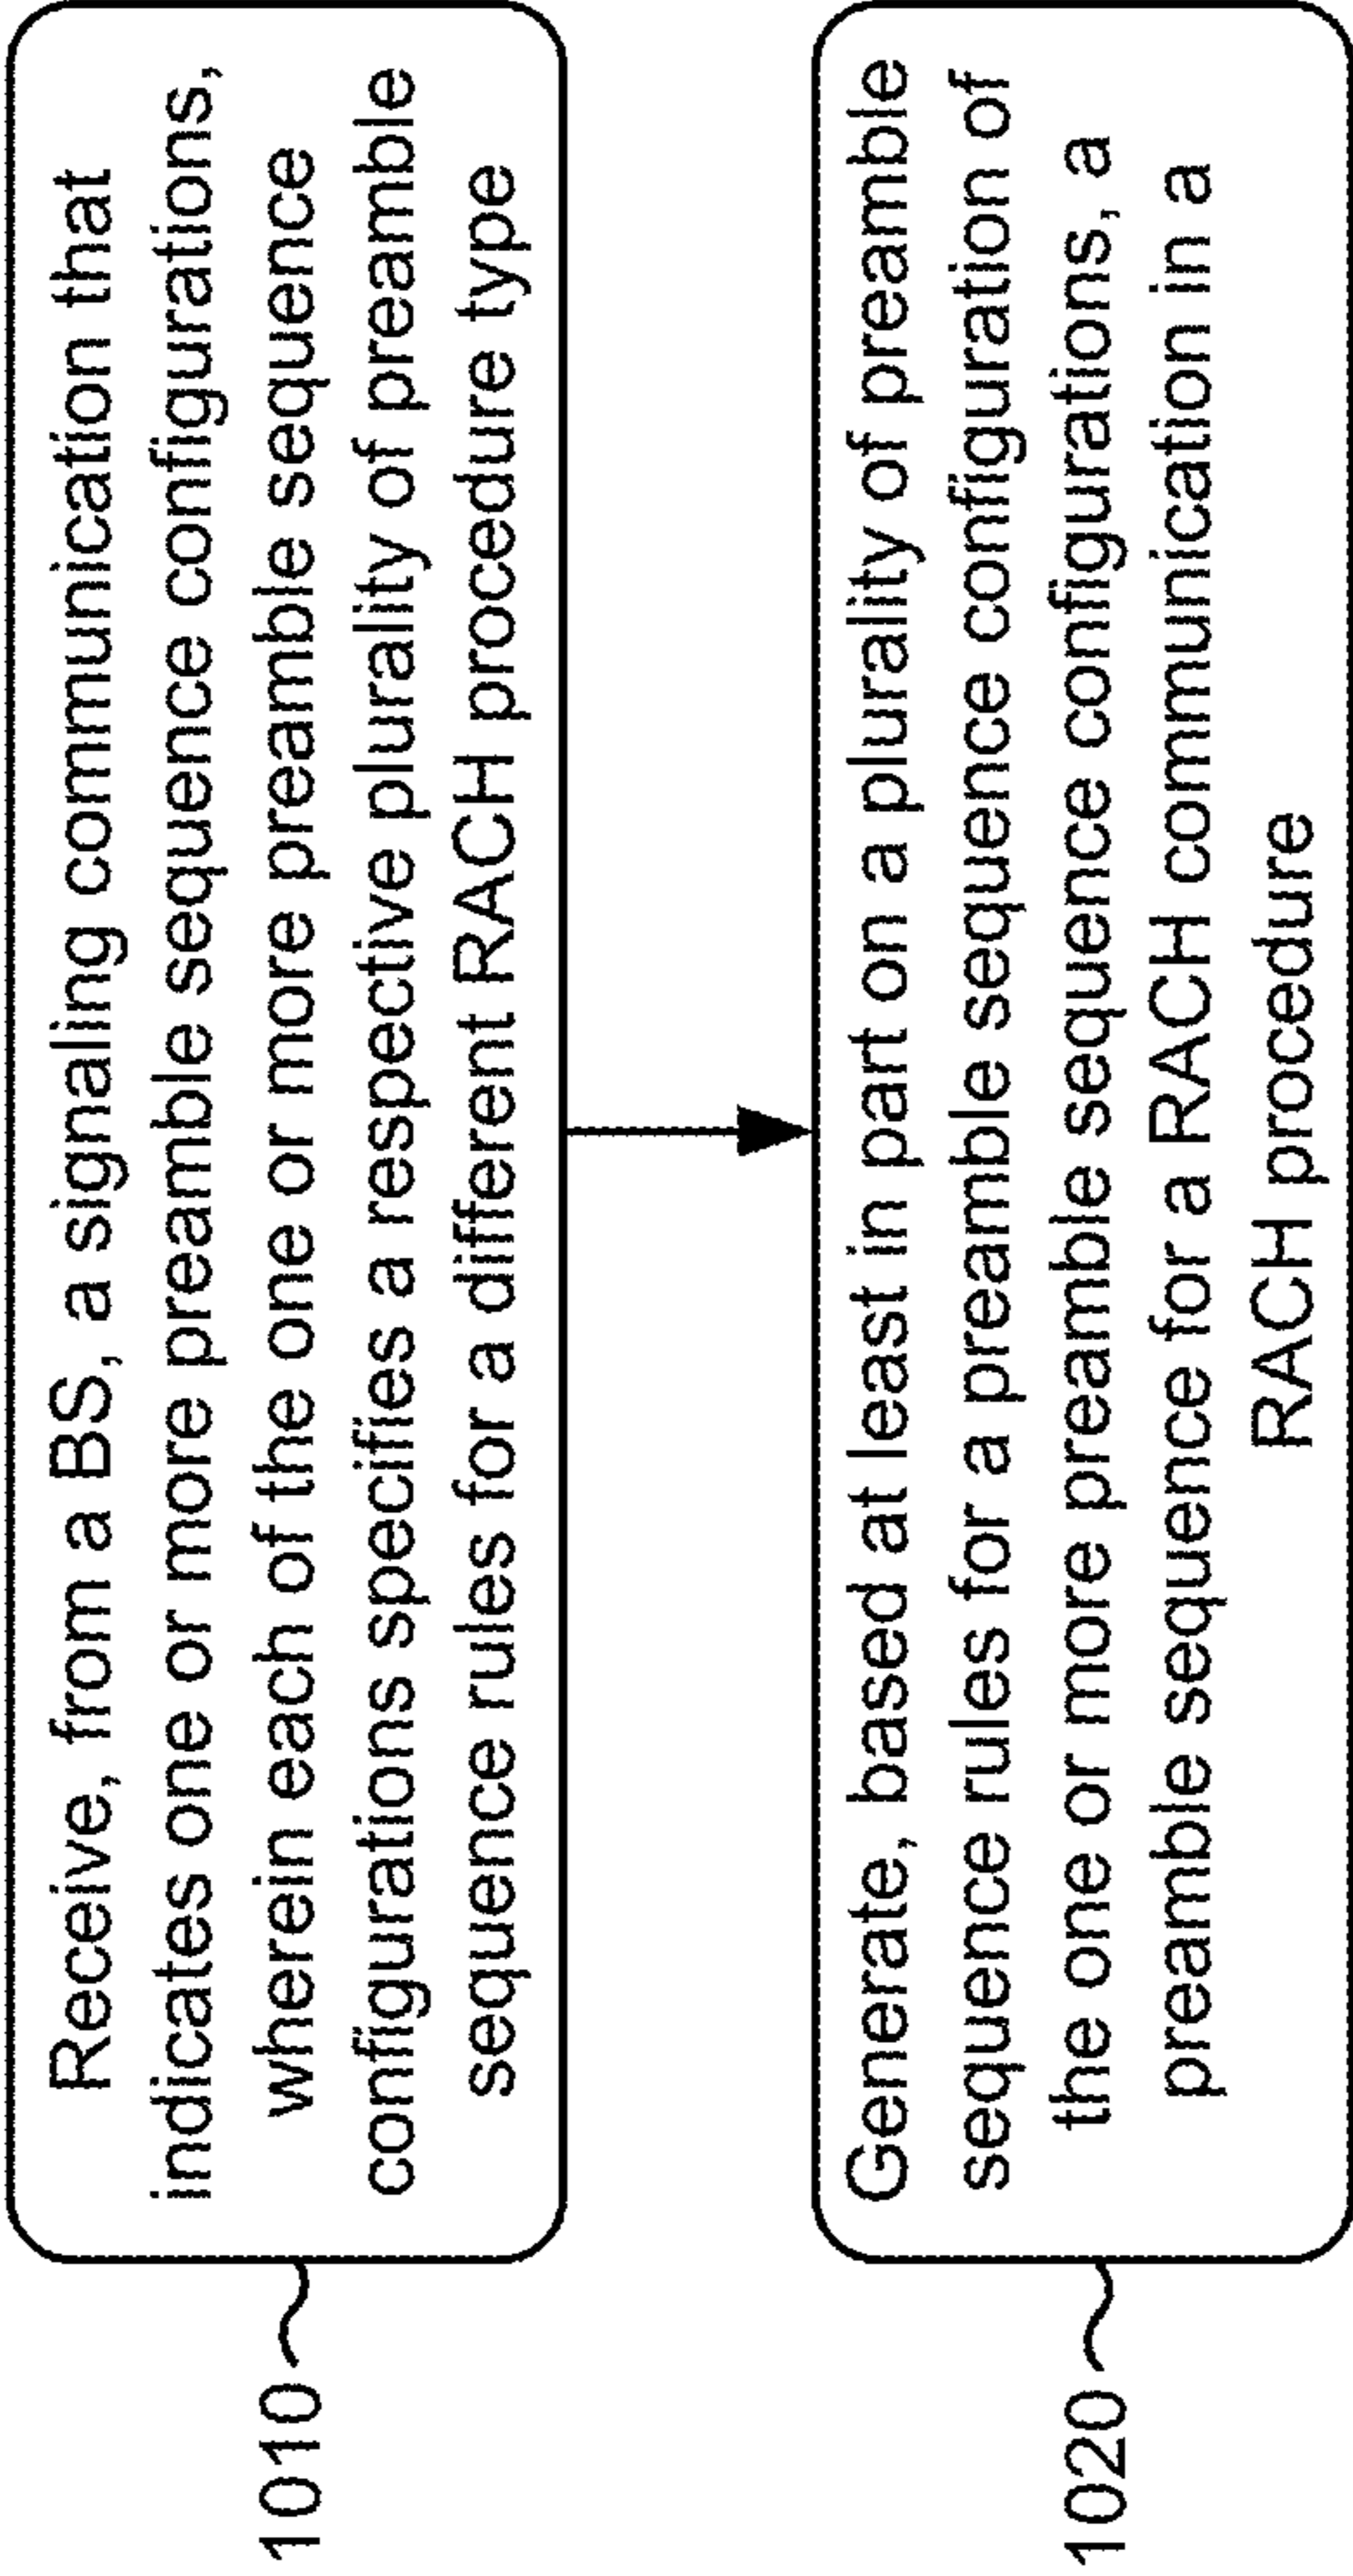 1010
Receive, from a BS, a signaling communication that
indicates one or more preamble sequence configurations,
wherein each of the one or more preamble sequence
configurations specifies a respective plurality of preamble
sequence rules for a different RACH procedure type
1020
Generate, based at least in part on a plurality of preamble
sequence rules for a preamble sequence configuration of
the one or more preamble sequence configurations, a
preamble sequence for a RACH communication in a
RACH procedure